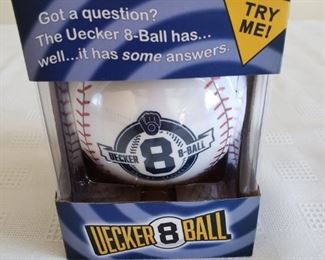 Got a question?
The Uecker 8-Ball has...
well...it has some answers.
TRY
ME!
UECKER 8 8-BALL
UECKER 8 BALL